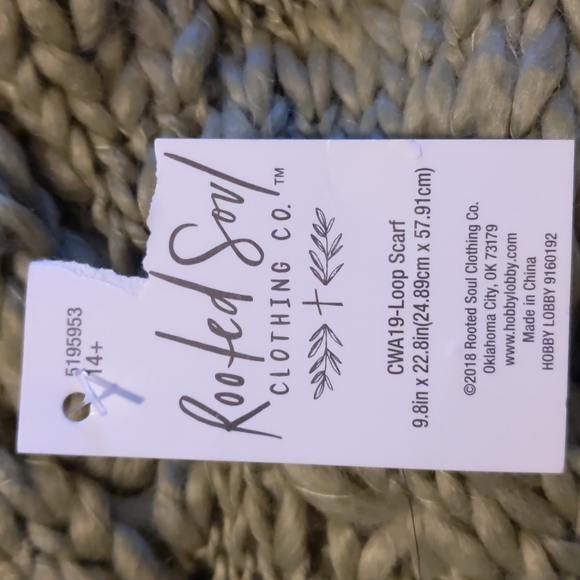 5195953
14+
Rooted Soul
CLOTHING CO.™
CWA19-Loop Scarf
9.8in x 22.8in(24.89cm x 57.91cm)
©2018 Rooted Soul Clothing Co.
Oklahoma City, OK 73179
www.hobbylobby.com
Made in China
HOBBY LOBBY 9160192